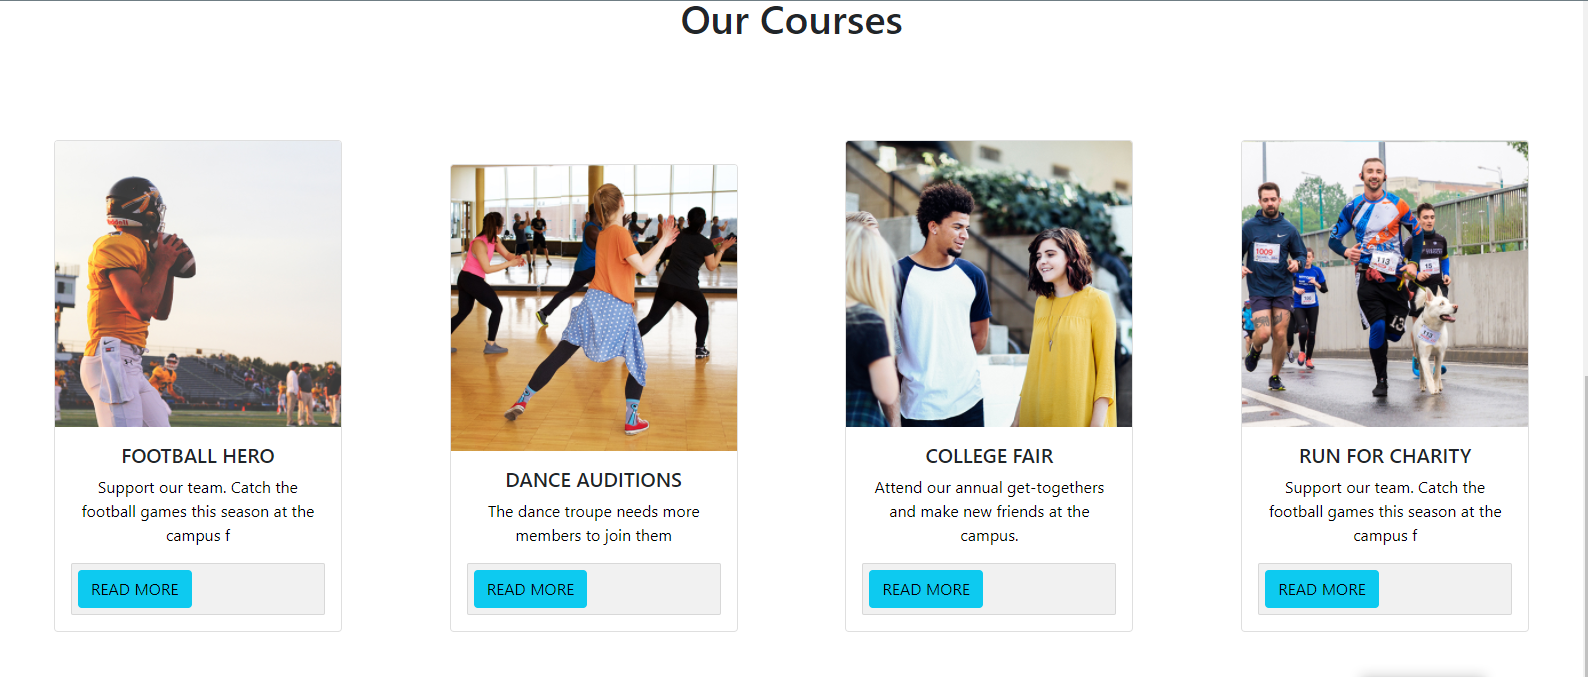 Our Courses
FOOTBALL HERO
Support our team. Catch the
football games this season at the
campus f
READ MORE
DANCE AUDITIONS
The dance troupe needs more
members to join them
READ MORE
COLLEGE FAIR
Attend our annual get-togethers
and make new friends at the
campus.
READ MORE
1009
113
15
RUN FOR CHARITY
Support our team. Catch the
football games this season at the
campus f
READ MORE